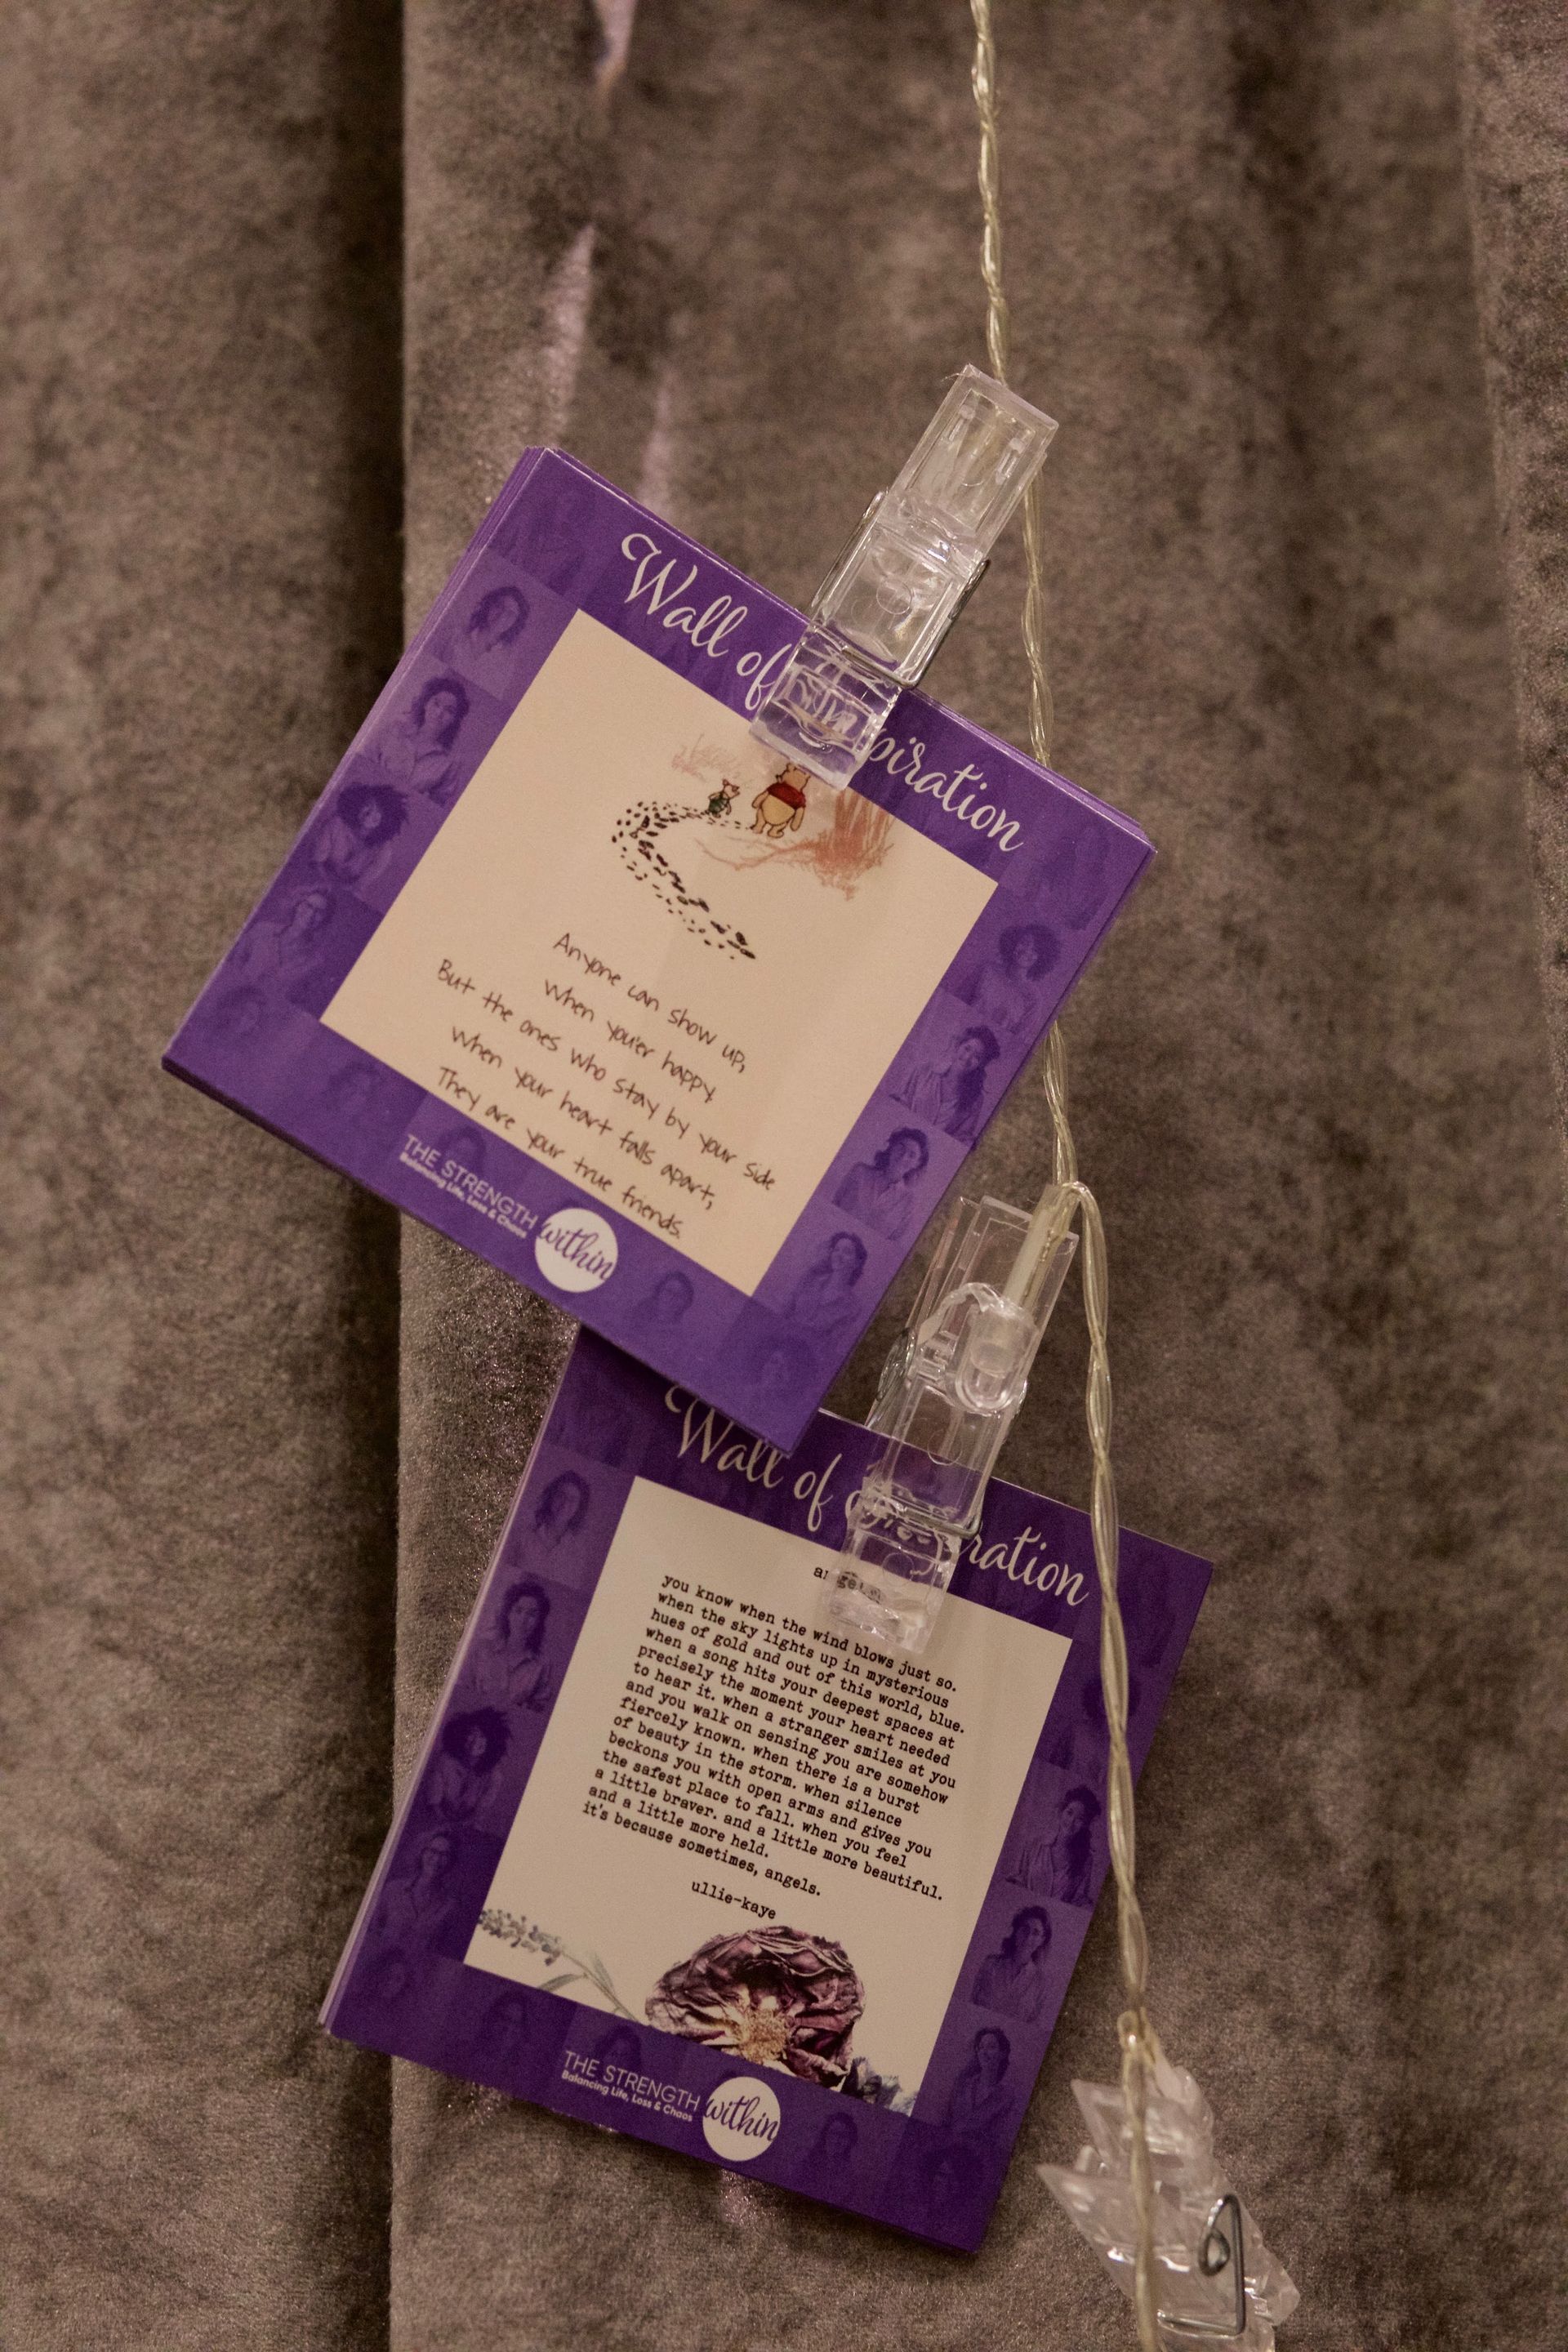 Wall of Inspiration
Anyone can show up,
When you'er happy.
But the ones who stay by your side
When your heart falls apart,
They are your true friends.
THE STRENGTH within
Balancing Life, Loss & Chaos
Wall of Inspiration
angels
you know when the wind blows just so.
when the sky lights up in mysterious
hues of gold and out of this world, blue.
when a song hits your deepest spaces at
precisely the moment your heart needed
to hear it. when a stranger smiles at you
and you walk on sensing you are somehow
fiercely known. when there is a burst
of beauty in the storm. when silence
beckons you with open arms and gives you
the safest place to fall. when you feel
a little braver. and a little more beautiful.
and a little more held.
it's because sometimes, angels.
ullie-kaye
THE STRENGTH within
Balancing Life, Loss & Chaos